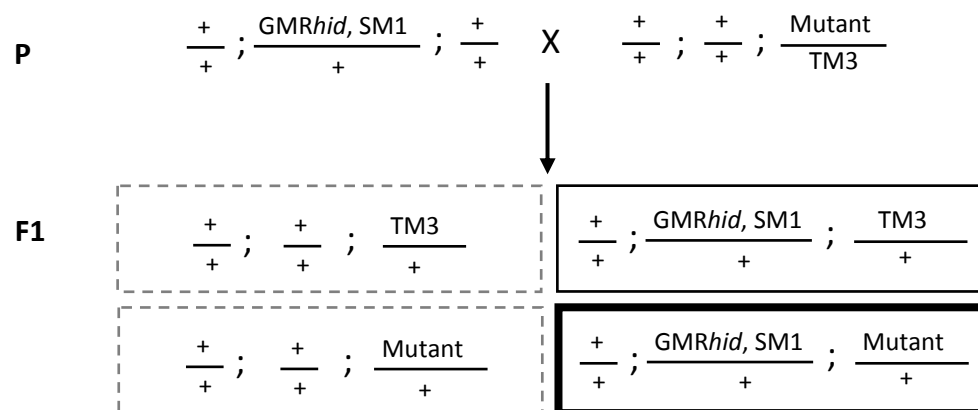 P + ; GMRhid, SM1 ; + X + ; + ; Mutant
+ + + + + TM3
F1 + ; + ; TM3 + ; GMRhid, SM1 ; TM3
+ + + + + +
+ ; + ; Mutant + ; GMRhid, SM1 ; Mutant
+ + + + + +